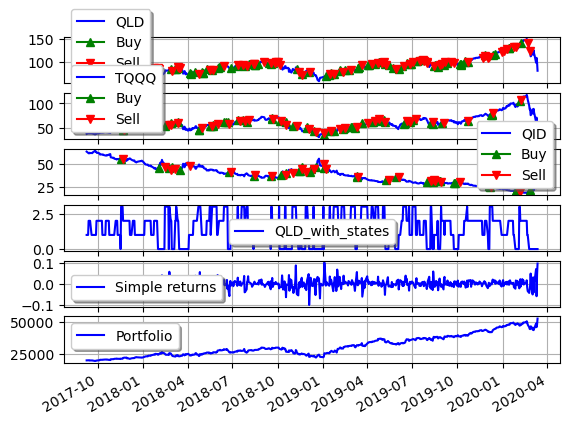 QLD
Buy
Sell
150
100
TQQQ
Buy
Sell
100
50
QID
Buy
Sell
50
25
QLD_with_states
2.5
0.0
Simple returns
0.1
0.0
−0.1
Portfolio
50000
25000
2017-10
2018-01
2018-04
2018-07
2018-10
2019-01
2019-04
2019-07
2019-10
2020-01
2020-04